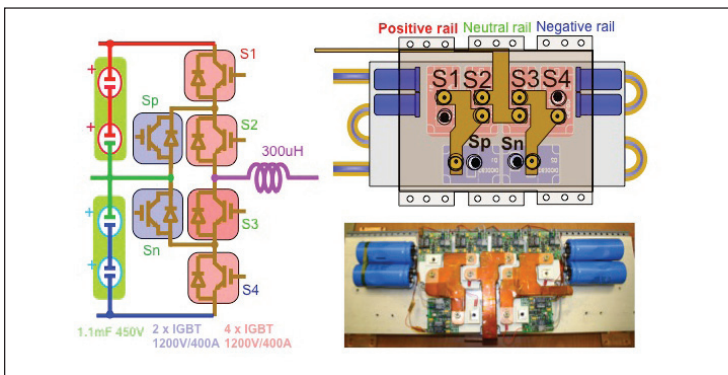 Positive rail Neutral rail Negative rail
S1
Sp
S2
300uH
Sn
S3
S4
1.1mF 450V
2 x IGBT
1200V/400A
4 x IGBT
1200V/400A
S1 S2 S3 S4
Sp Sn
+
+
+
+